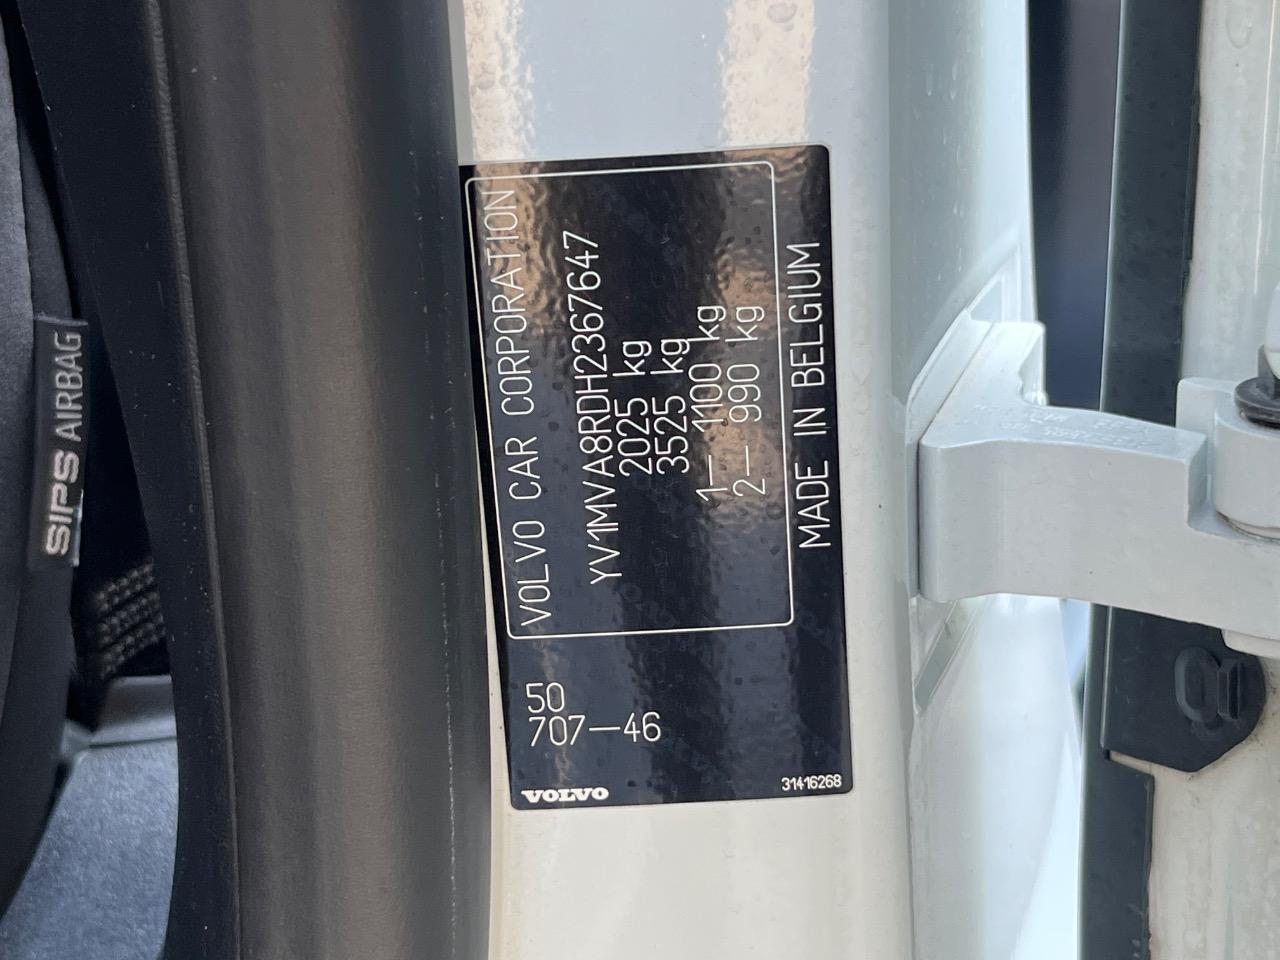 VOLVO CAR CORPORATION
YV1MVA8RDH2367647
2025 kg
3525 kg
1— 1100 kg
2— 990 kg
MADE IN BELGIUM
50
707—46
VOLVO
31416268
SIPS AIRBAG